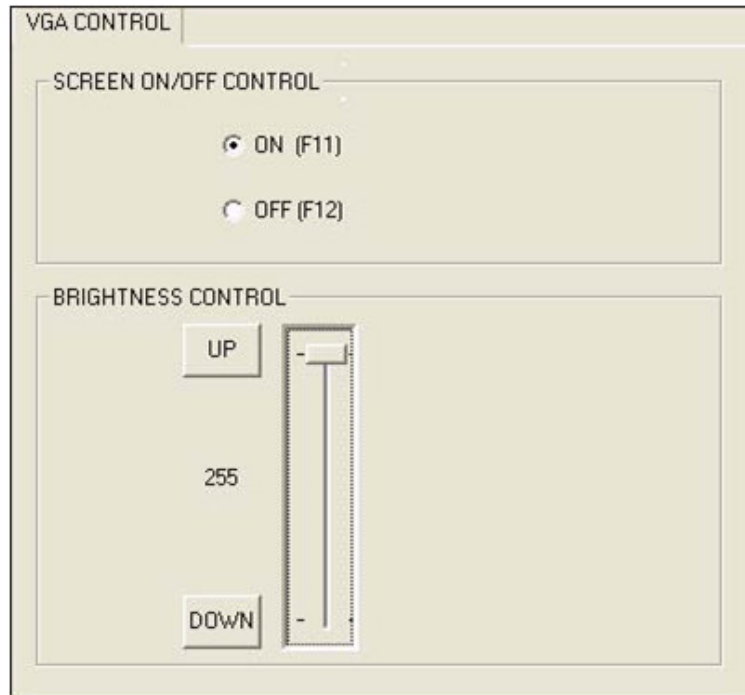 VGA CONTROL
SCREEN ON/OFF CONTROL
ON (F11)
OFF (F12)
BRIGHTNESS CONTROL
UP
255
DOWN